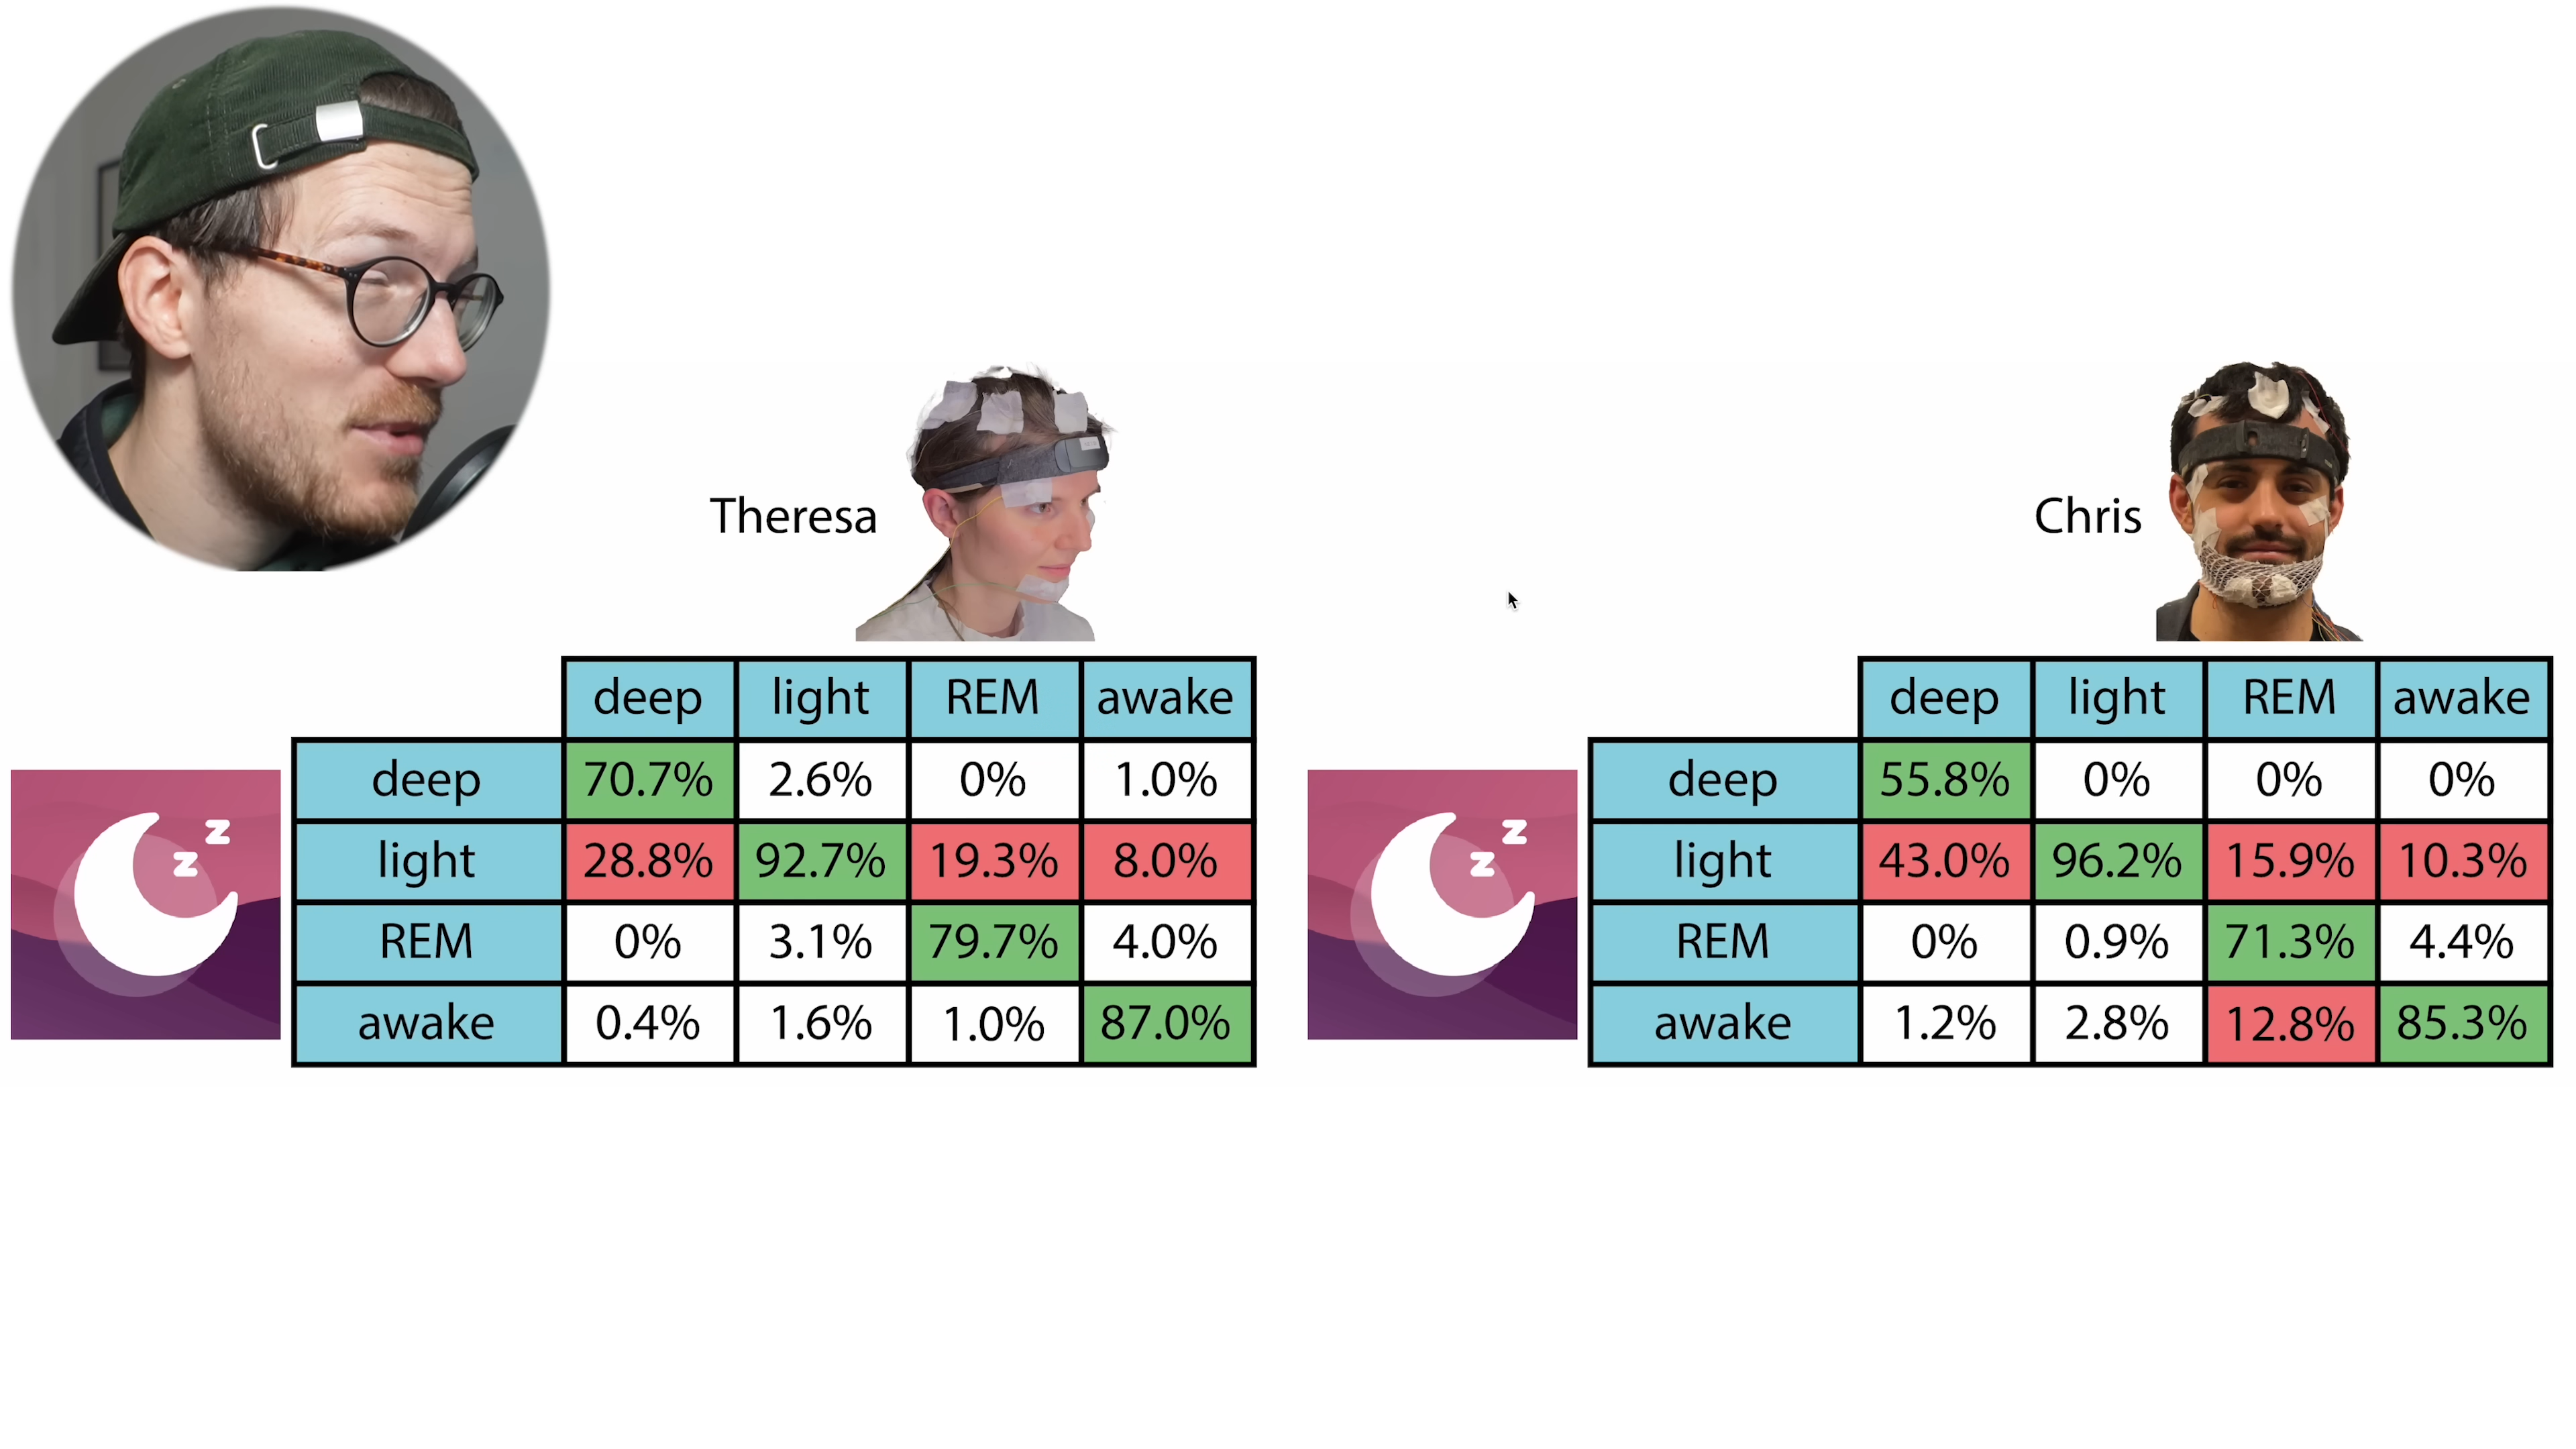 Theresa
deep light REM awake
deep 70.7% 2.6% 0% 1.0%
light 28.8% 92.7% 19.3% 8.0%
REM 0% 3.1% 79.7% 4.0%
awake 0.4% 1.6% 1.0% 87.0%
z z
Chris
deep light REM awake
deep 55.8% 0% 0% 0%
light 43.0% 96.2% 15.9% 10.3%
REM 0% 0.9% 71.3% 4.4%
awake 1.2% 2.8% 12.8% 85.3%
z z